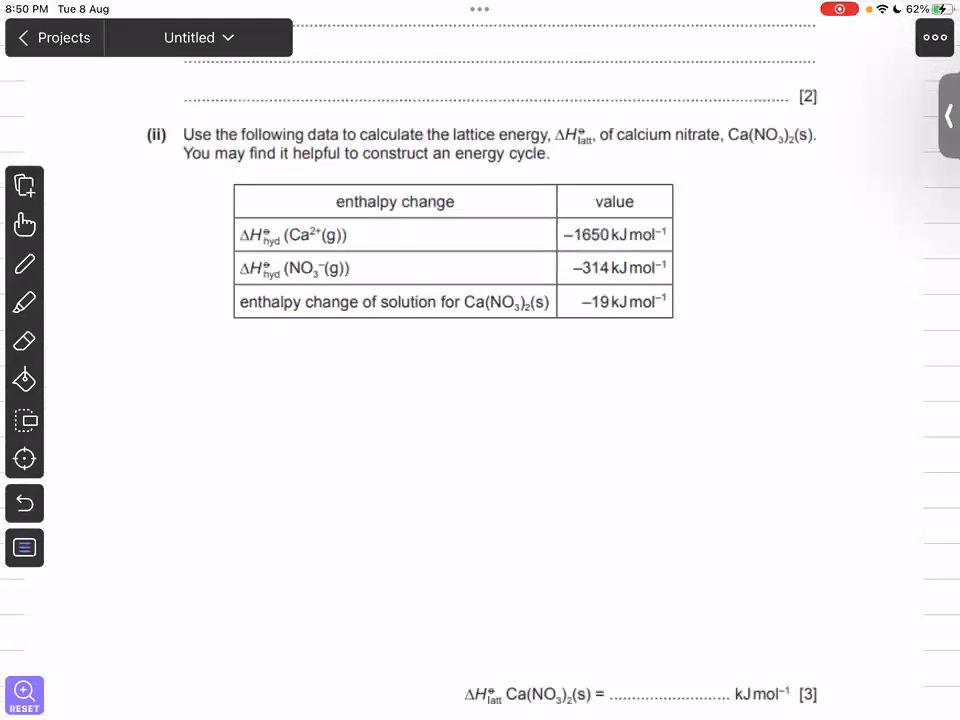 8:50 PM Tue 8 Aug
62%
Projects
Untitled
[2]
(ii) Use the following data to calculate the lattice energy, ΔH⦵latt, of calcium nitrate, Ca(NO₃)₂(s).
You may find it helpful to construct an energy cycle.
enthalpy change value
ΔH⦵hyd (Ca²⁺(g)) –1650 kJ mol⁻¹
ΔH⦵hyd (NO₃⁻(g)) –314 kJ mol⁻¹
enthalpy change of solution for Ca(NO₃)₂(s) –19 kJ mol⁻¹
RESET
ΔH⦵latt Ca(NO₃)₂(s) = .......................... kJ mol⁻¹ [3]